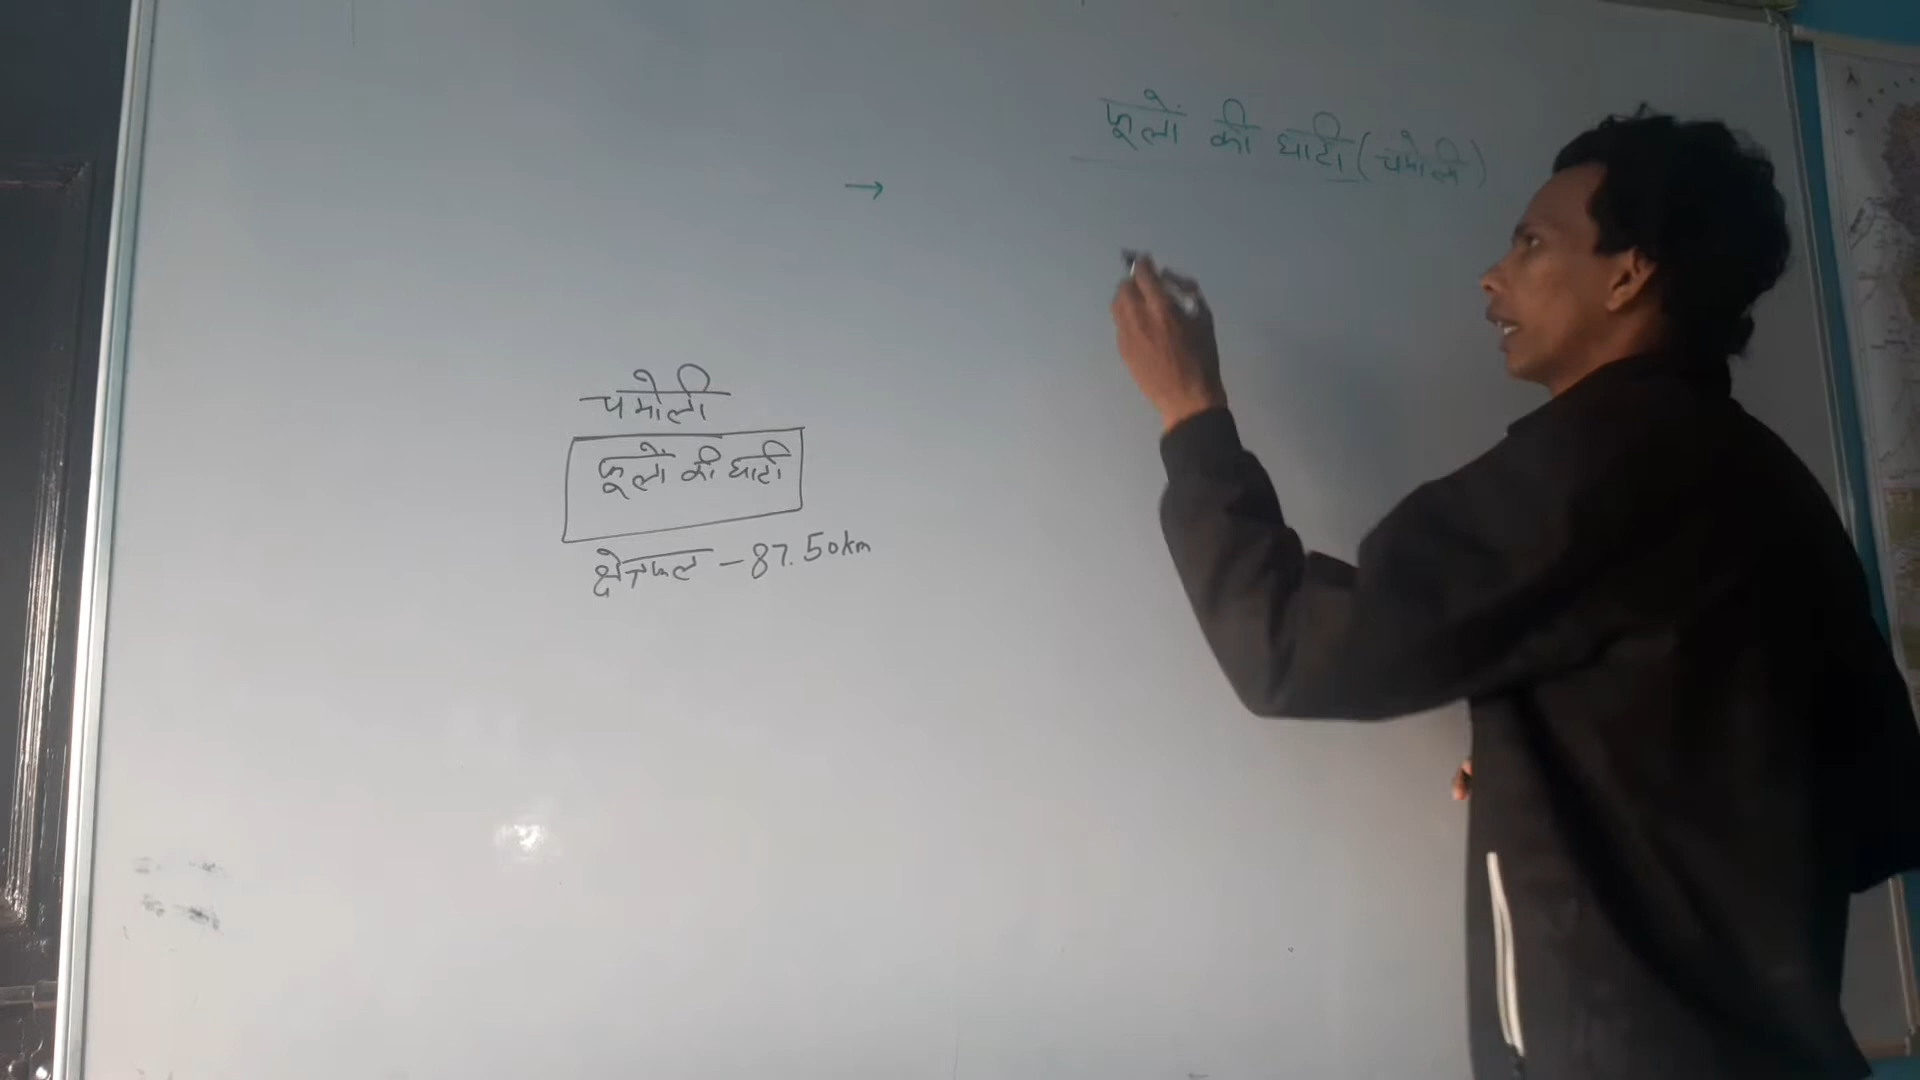 फूलों की घाटी (चमोली)
→
चमोली
फूलों की घाटी
क्षेत्रफल - 87.50km